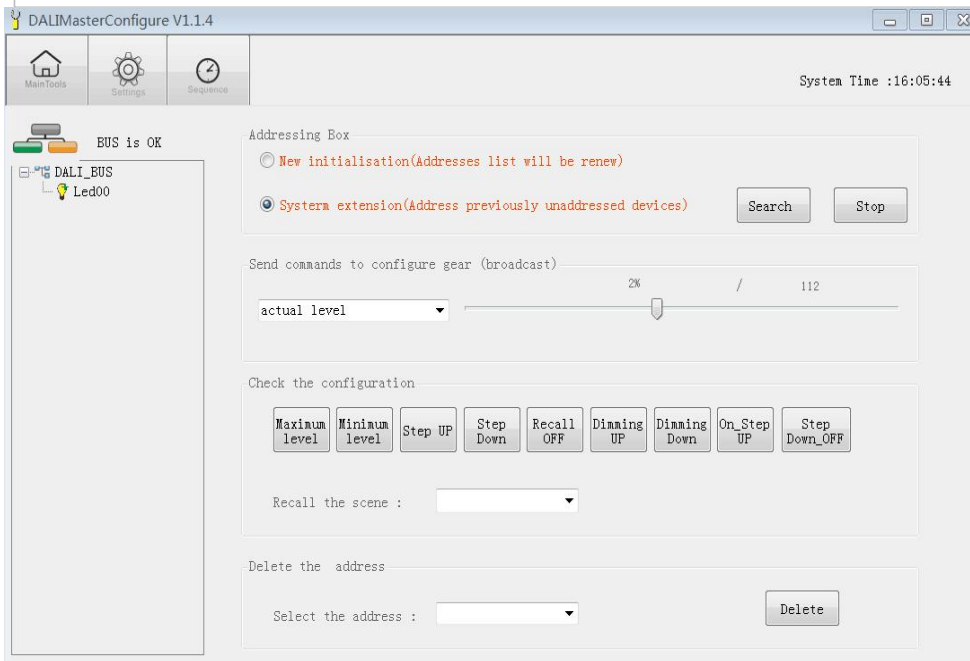 DALIMasterConfigure V1.1.4
MainTools
Settings
Sequence
System Time :16:05:44
BUS is OK
DALI_BUS
Led00
Addressing Box
New initialisation(Addresses list will be renew)
Systerm extension(Address previously unaddressed devices)
Search
Stop
Send commands to configure gear (broadcast)
2% / 112
actual level
Check the configuration
Maximum
level
Minimum
level
Step UP
Step
Down
Recall
OFF
Dimming
UP
Dimming
Down
On_Step
UP
Step
Down_OFF
Recall the scene :
Delete the address
Select the address :
Delete